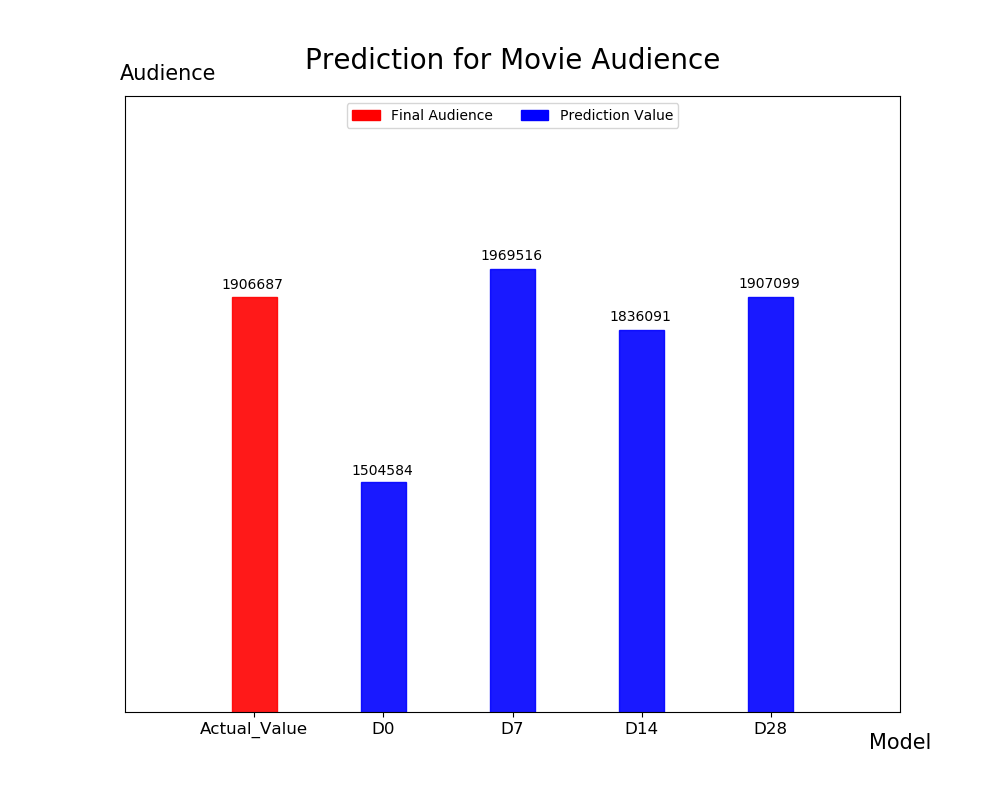 Prediction for Movie Audience
Audience
Final Audience
Prediction Value
1969516
1906687
1907099
1836091
1504584
Actual_Value
D0
D7
D14
D28
Model